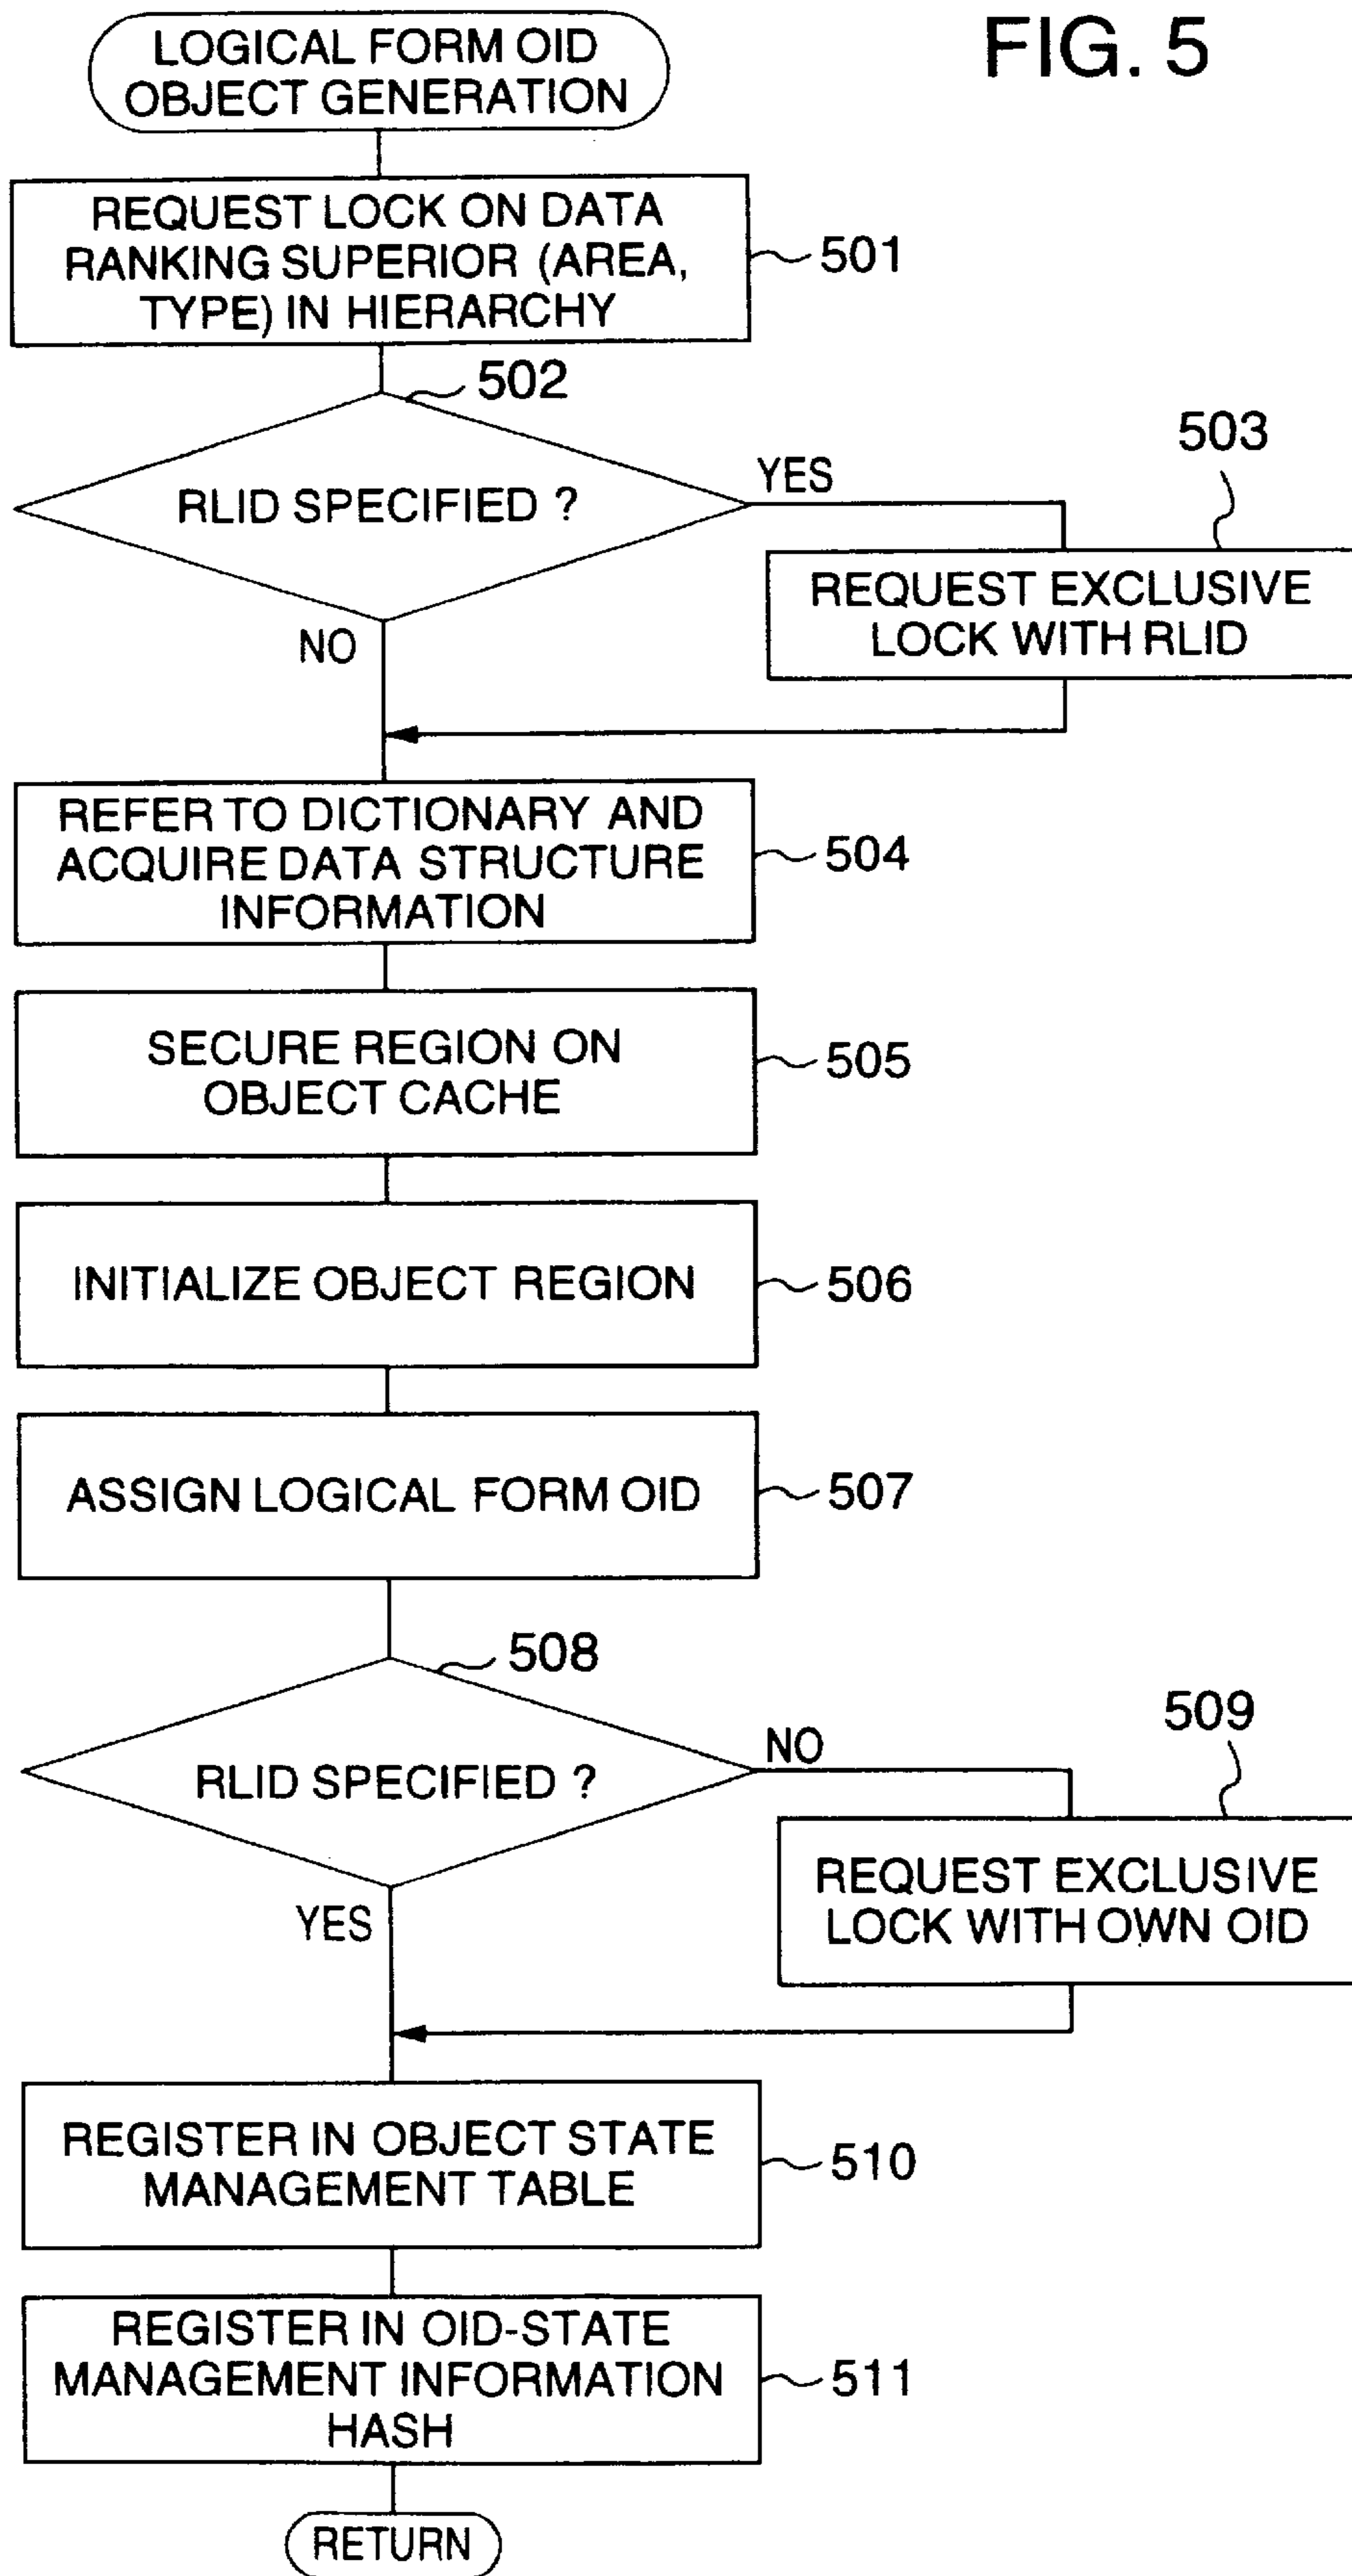 FIG. 5
LOGICAL FORM OID
OBJECT GENERATION
REQUEST LOCK ON DATA
RANKING SUPERIOR (AREA,
TYPE) IN HIERARCHY
501
502
RLID SPECIFIED ?
YES
NO
503
REQUEST EXCLUSIVE
LOCK WITH RLID
REFER TO DICTIONARY AND
ACQUIRE DATA STRUCTURE
INFORMATION
504
SECURE REGION ON
OBJECT CACHE
505
INITIALIZE OBJECT REGION
506
ASSIGN LOGICAL FORM OID
507
508
RLID SPECIFIED ?
NO
YES
509
REQUEST EXCLUSIVE
LOCK WITH OWN OID
REGISTER IN OBJECT STATE
MANAGEMENT TABLE
510
REGISTER IN OID-STATE
MANAGEMENT INFORMATION
HASH
511
RETURN